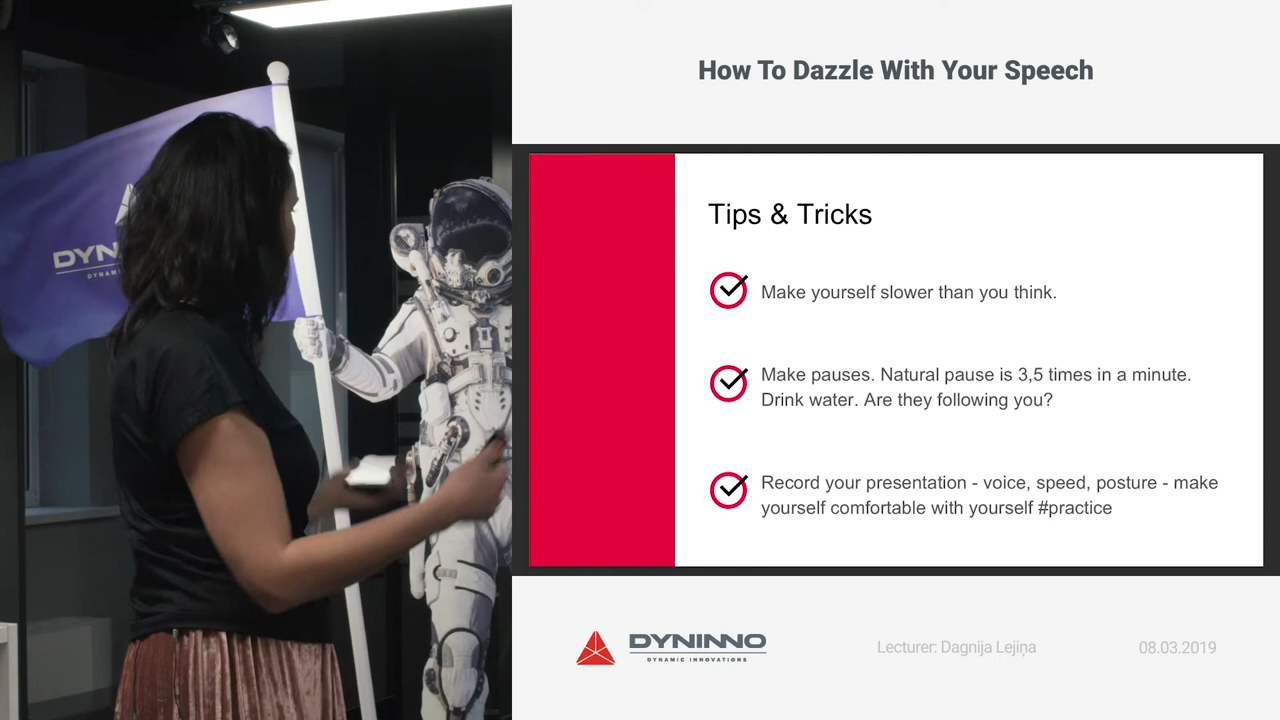 How To Dazzle With Your Speech
Tips & Tricks
Make yourself slower than you think.
Make pauses. Natural pause is 3,5 times in a minute.
Drink water. Are they following you?
Record your presentation - voice, speed, posture - make
yourself comfortable with yourself #practice
DYNINNO
DYNAMIC INNOVATIONS
Lecturer: Dagnija Lejiņa
08.03.2019
DYN
DYNAM